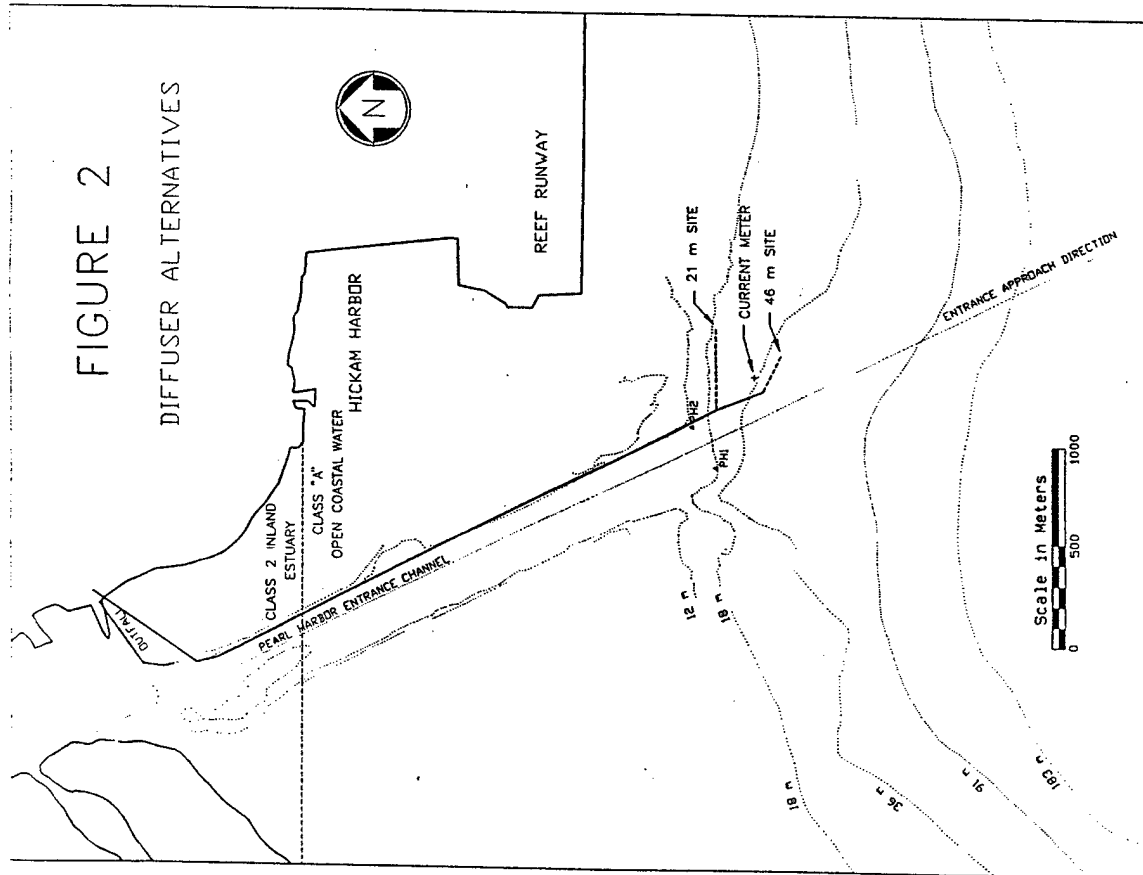 FIGURE 2
DIFFUSER ALTERNATIVES
N
OUTFALL
CLASS 2 INLAND
ESTUARY
CLASS "A"
OPEN COASTAL WATER
HICKAM HARBOR
REEF RUNWAY
PEARL HARBOR ENTRANCE CHANNEL
PH2
PH1
21 m SITE
CURRENT METER
46 m SITE
ENTRANCE APPROACH DIRECTION
12 m
18 m
18 m
36 m
91 m
183 m
Scale in Meters
0 500 1000